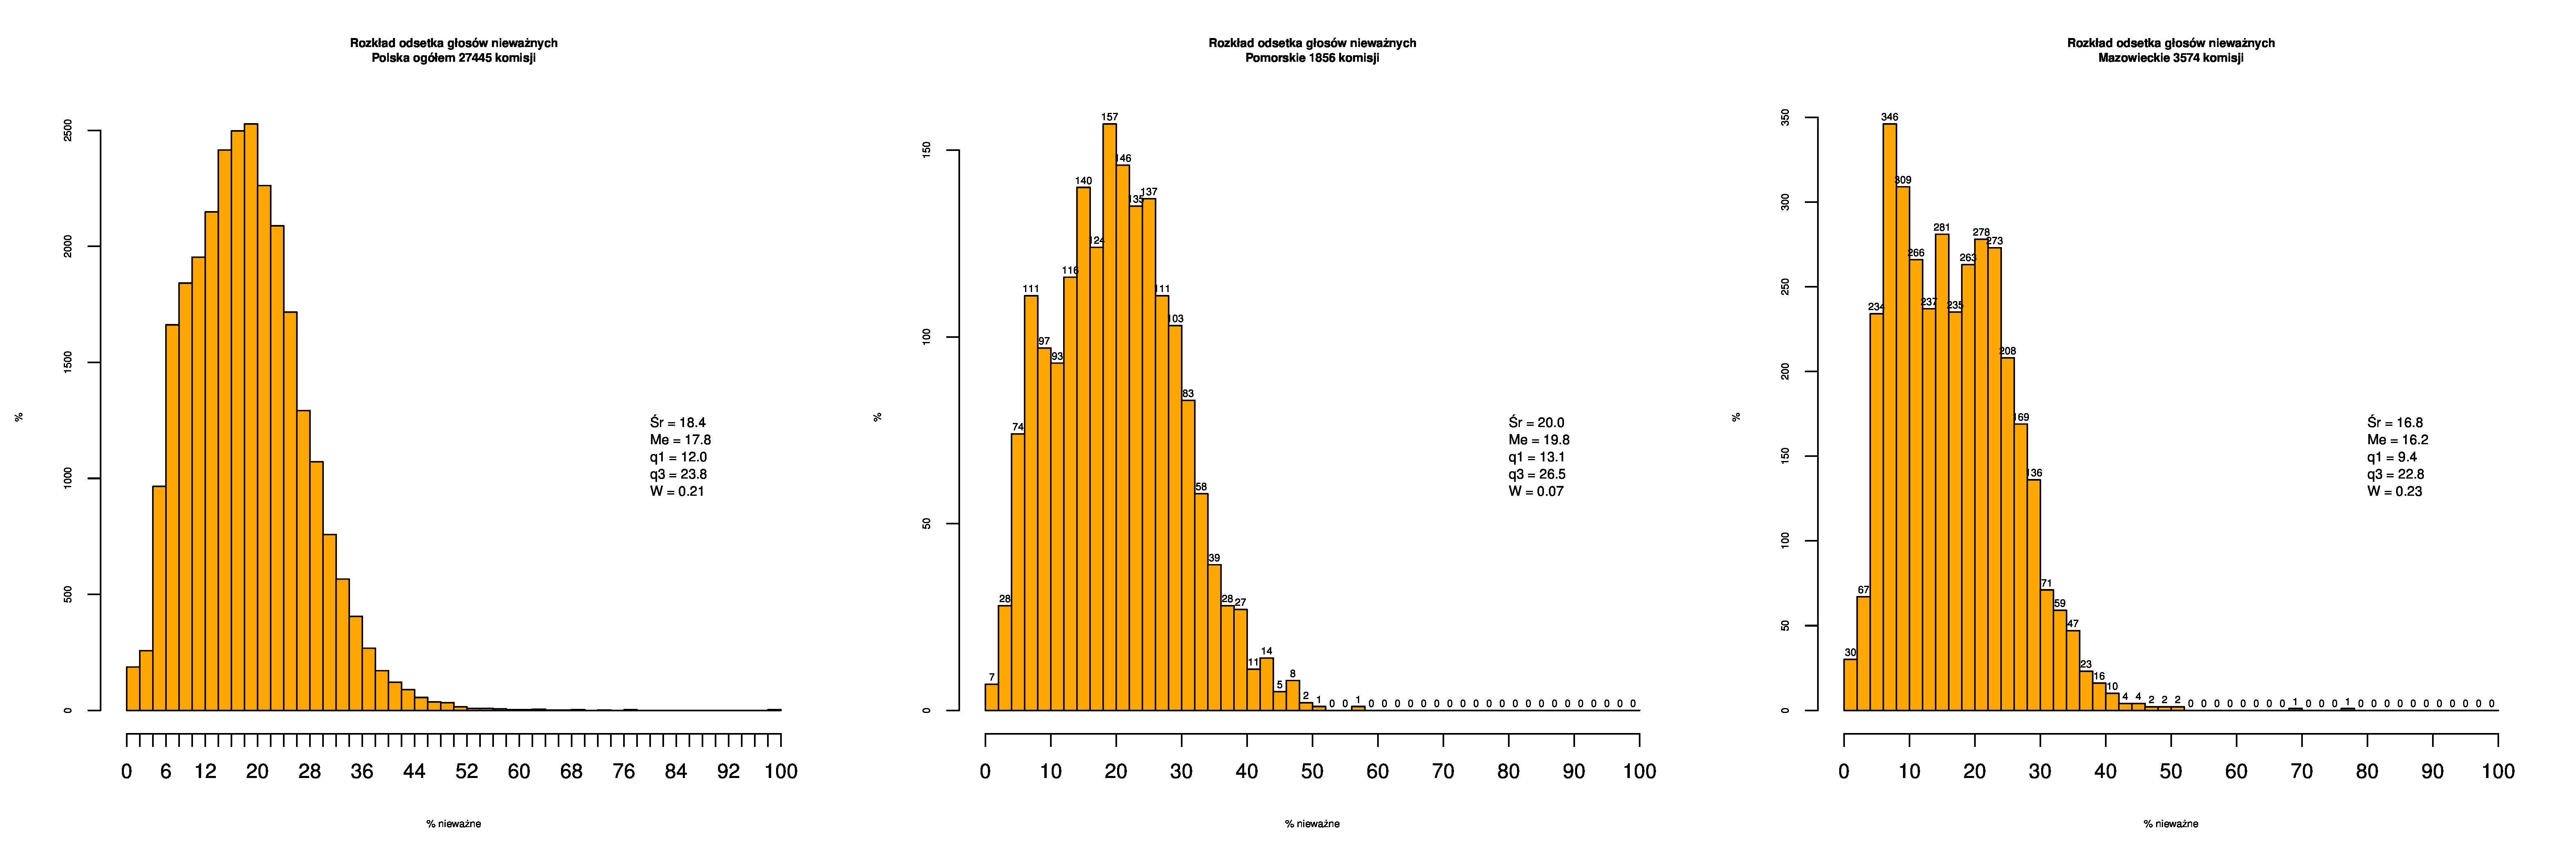 Rozkład odsetka głosów nieważnych
Polska ogółem 27445 komisji
2500
2000
1500
1000
500
0
%
Śr = 18.4
Me = 17.8
q1 = 12.0
q3 = 23.8
W = 0.21
0 6 12 20 28 36 44 52 60 68 76 84 92 100
% nieważne
Rozkład odsetka głosów nieważnych
Pomorskie 1856 komisji
150
100
50
0
%
7 28 74 111 97 93 116 140 124 157 146 135 137 111 103 83 58 39 28 27 11 14 5 8 2 1 0 0 1 0 0 0 0 0 0 0 0 0 0 0 0 0 0 0 0 0 0 0 0 0
Śr = 20.0
Me = 19.8
q1 = 13.1
q3 = 26.5
W = 0.07
0 10 20 30 40 50 60 70 80 90 100
% nieważne
Rozkład odsetka głosów nieważnych
Mazowieckie 3574 komisji
350
300
250
200
150
100
50
0
%
30 67 234 346 309 266 237 281 235 263 278 273 208 169 136 71 59 47 23 16 10 4 4 2 2 2 0 0 0 0 0 0 0 0 1 0 0 0 1 0 0 0 0 0 0 0 0 0 0 0
Śr = 16.8
Me = 16.2
q1 = 9.4
q3 = 22.8
W = 0.23
0 10 20 30 40 50 60 70 80 90 100
% nieważne